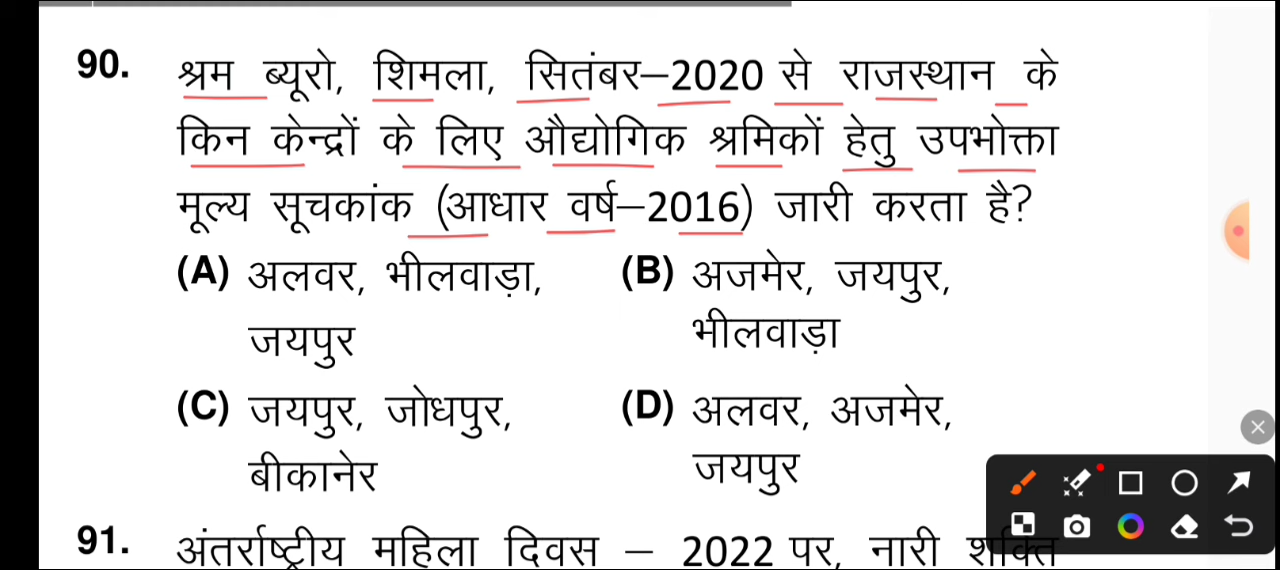 90. श्रम ब्यूरो, शिमला, सितंबर–2020 से राजस्थान के
किन केन्द्रों के लिए औद्योगिक श्रमिकों हेतु उपभोक्ता
मूल्य सूचकांक (आधार वर्ष–2016) जारी करता है?
(A) अलवर, भीलवाड़ा,
जयपुर
(B) अजमेर, जयपुर,
भीलवाड़ा
(C) जयपुर, जोधपुर,
बीकानेर
(D) अलवर, अजमेर,
जयपुर
91. अंतर्राष्ट्रीय महिला दिवस – 2022 पर, नारी शक्ति